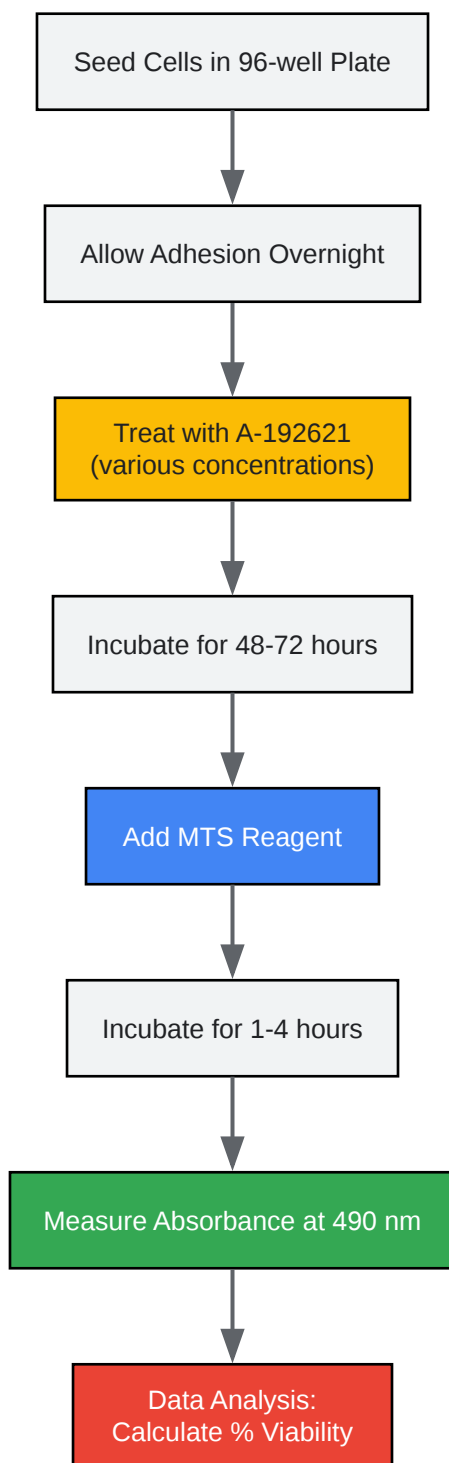 Seed Cells in 96-well Plate
Allow Adhesion Overnight
Treat with A-192621
(various concentrations)
Incubate for 48-72 hours
Add MTS Reagent
Incubate for 1-4 hours
Measure Absorbance at 490 nm
Data Analysis:
Calculate % Viability